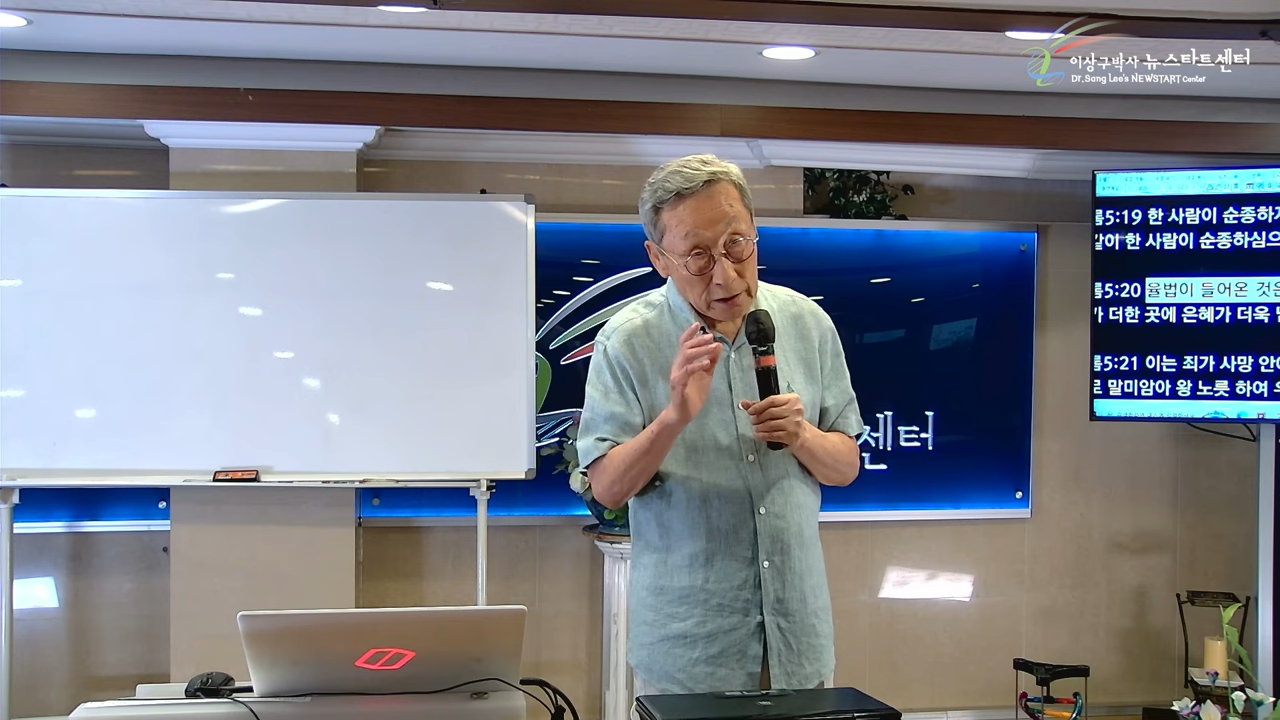 이상구박사 뉴스타트센터
Dr. Sang Lee's NEWSTART Center
롬5:19 한 사람이 순종하지
같이 한 사람이 순종하심으
롬5:20 율법이 들어온 것은
가 더한 곳에 은혜가 더욱
롬5:21 이는 죄가 사망 안에
로 말미암아 왕 노릇 하여
센터